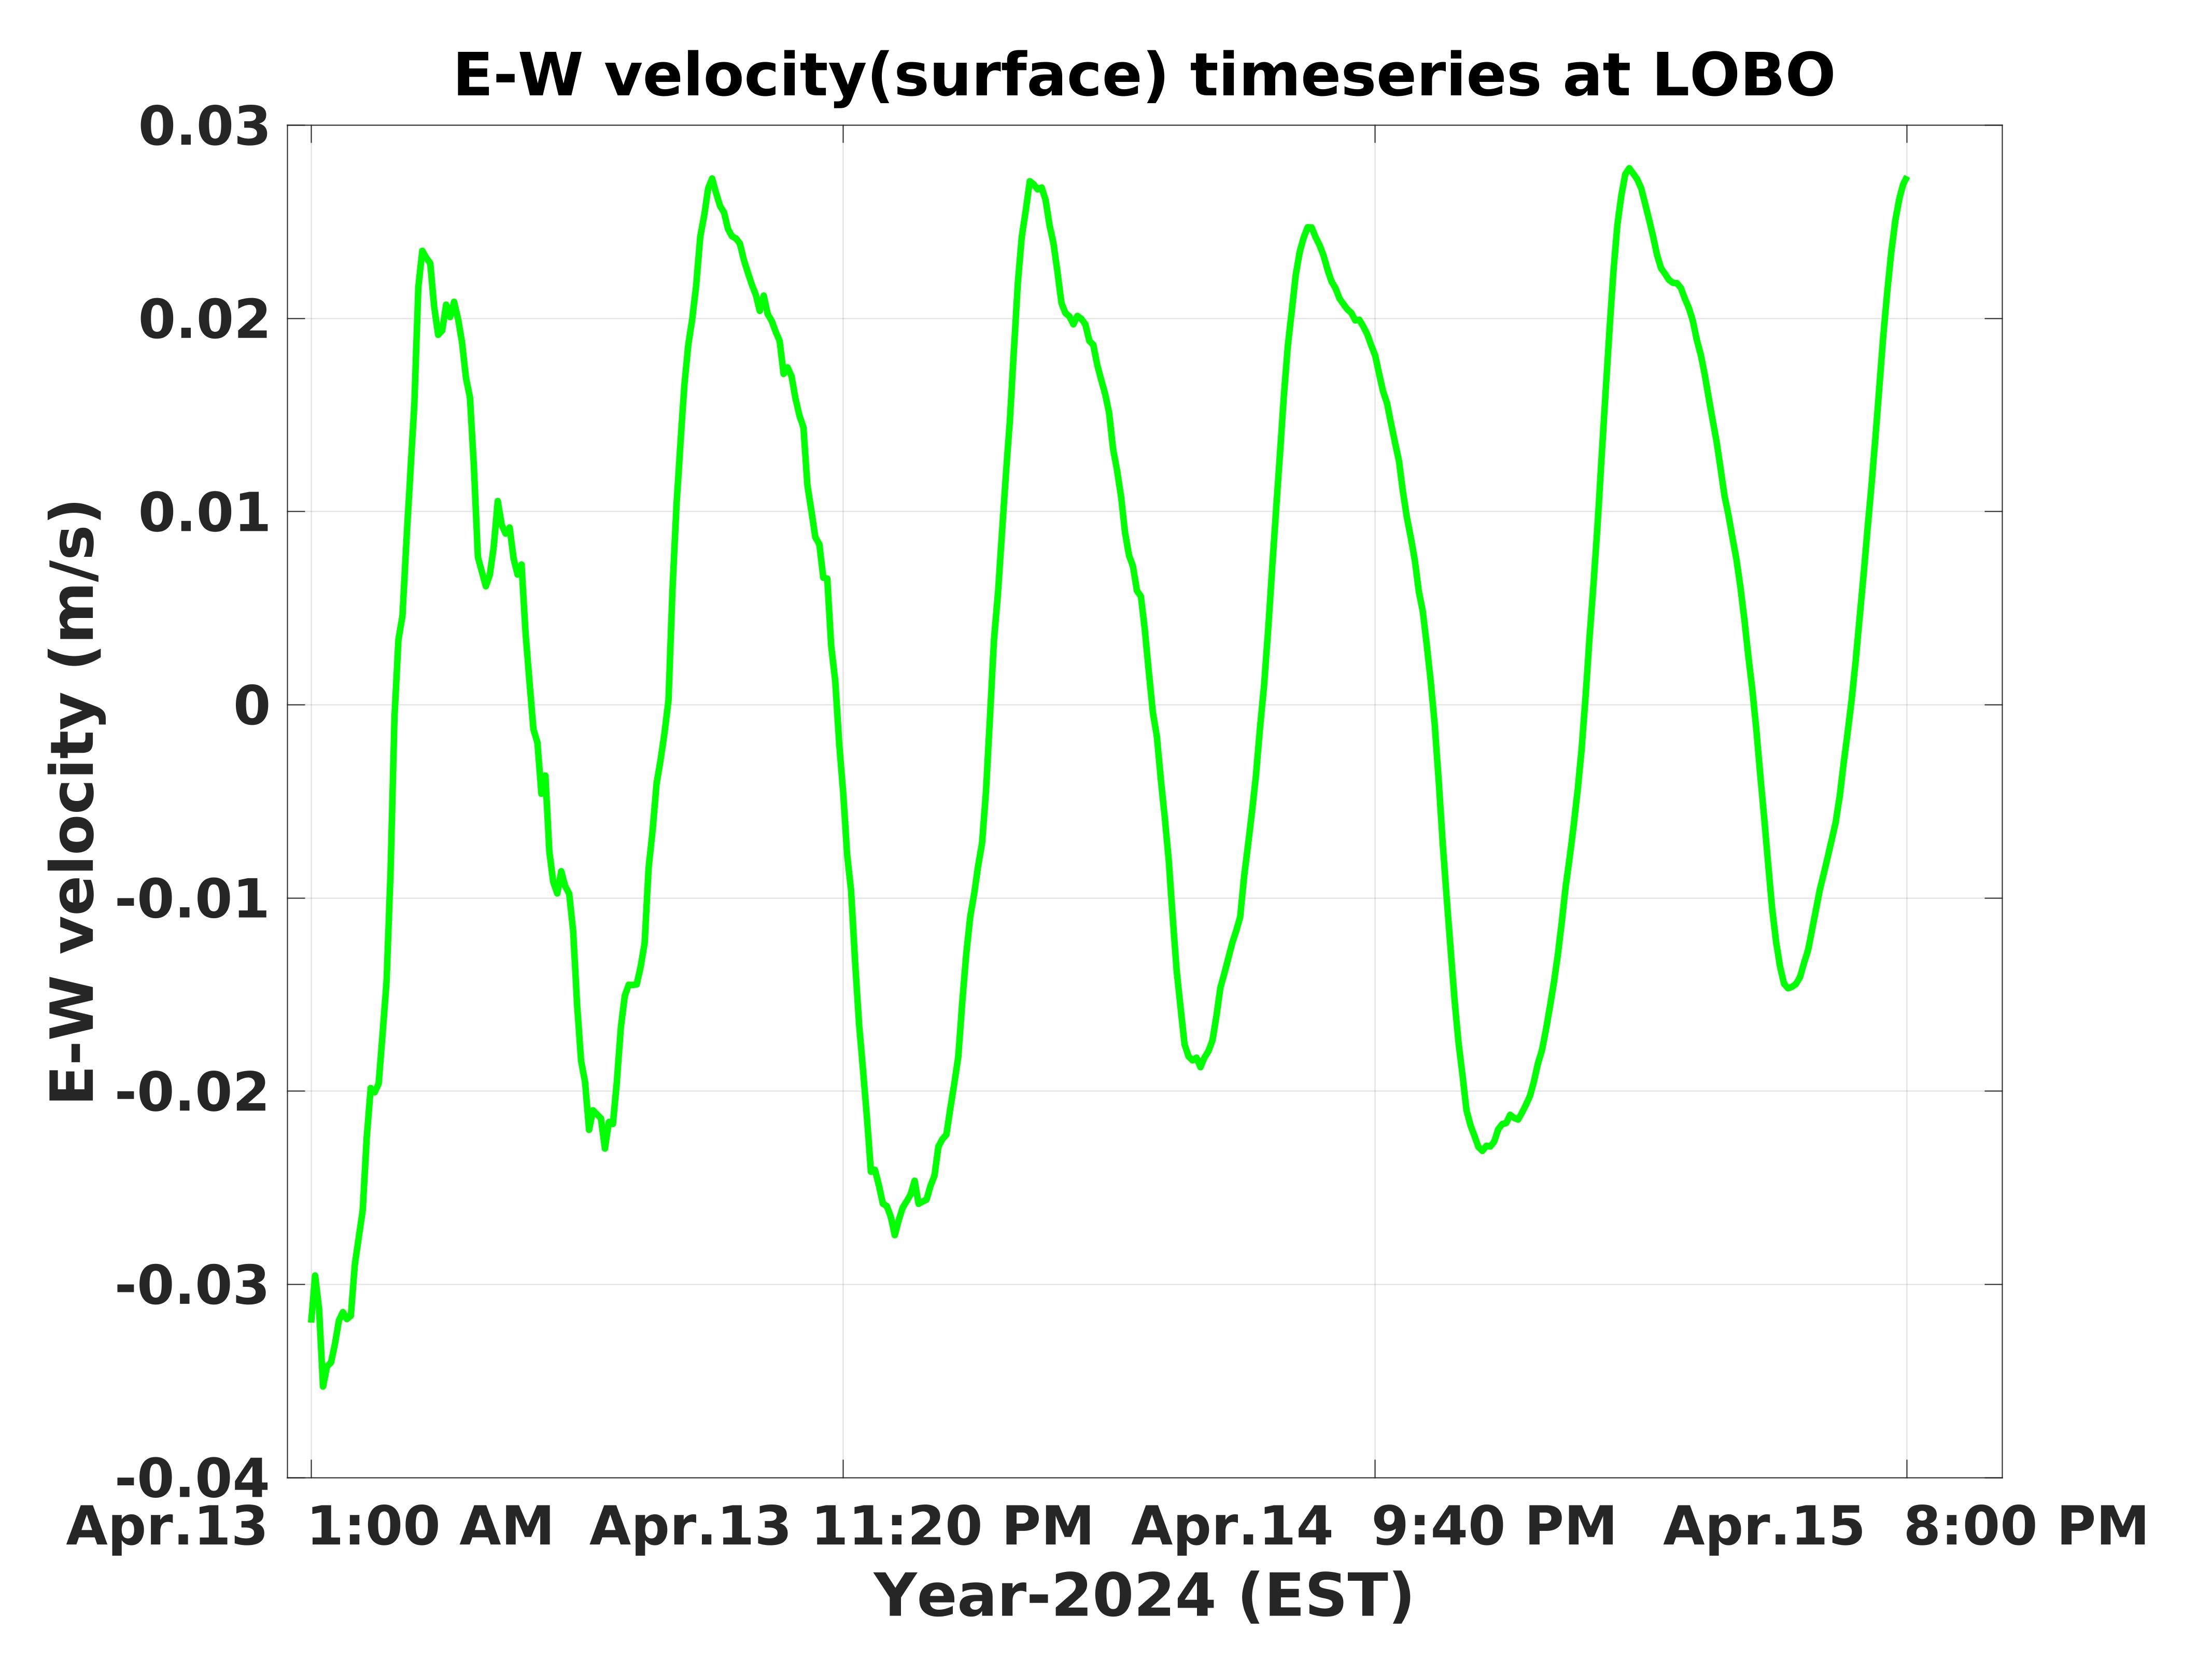 E-W velocity(surface) timeseries at LOBO
0.03
0.02
0.01
0
-0.01
-0.02
-0.03
-0.04
E-W velocity (m/s)
Apr.13 1:00 AM Apr.13 11:20 PM Apr.14 9:40 PM Apr.15 8:00 PM
Year-2024 (EST)